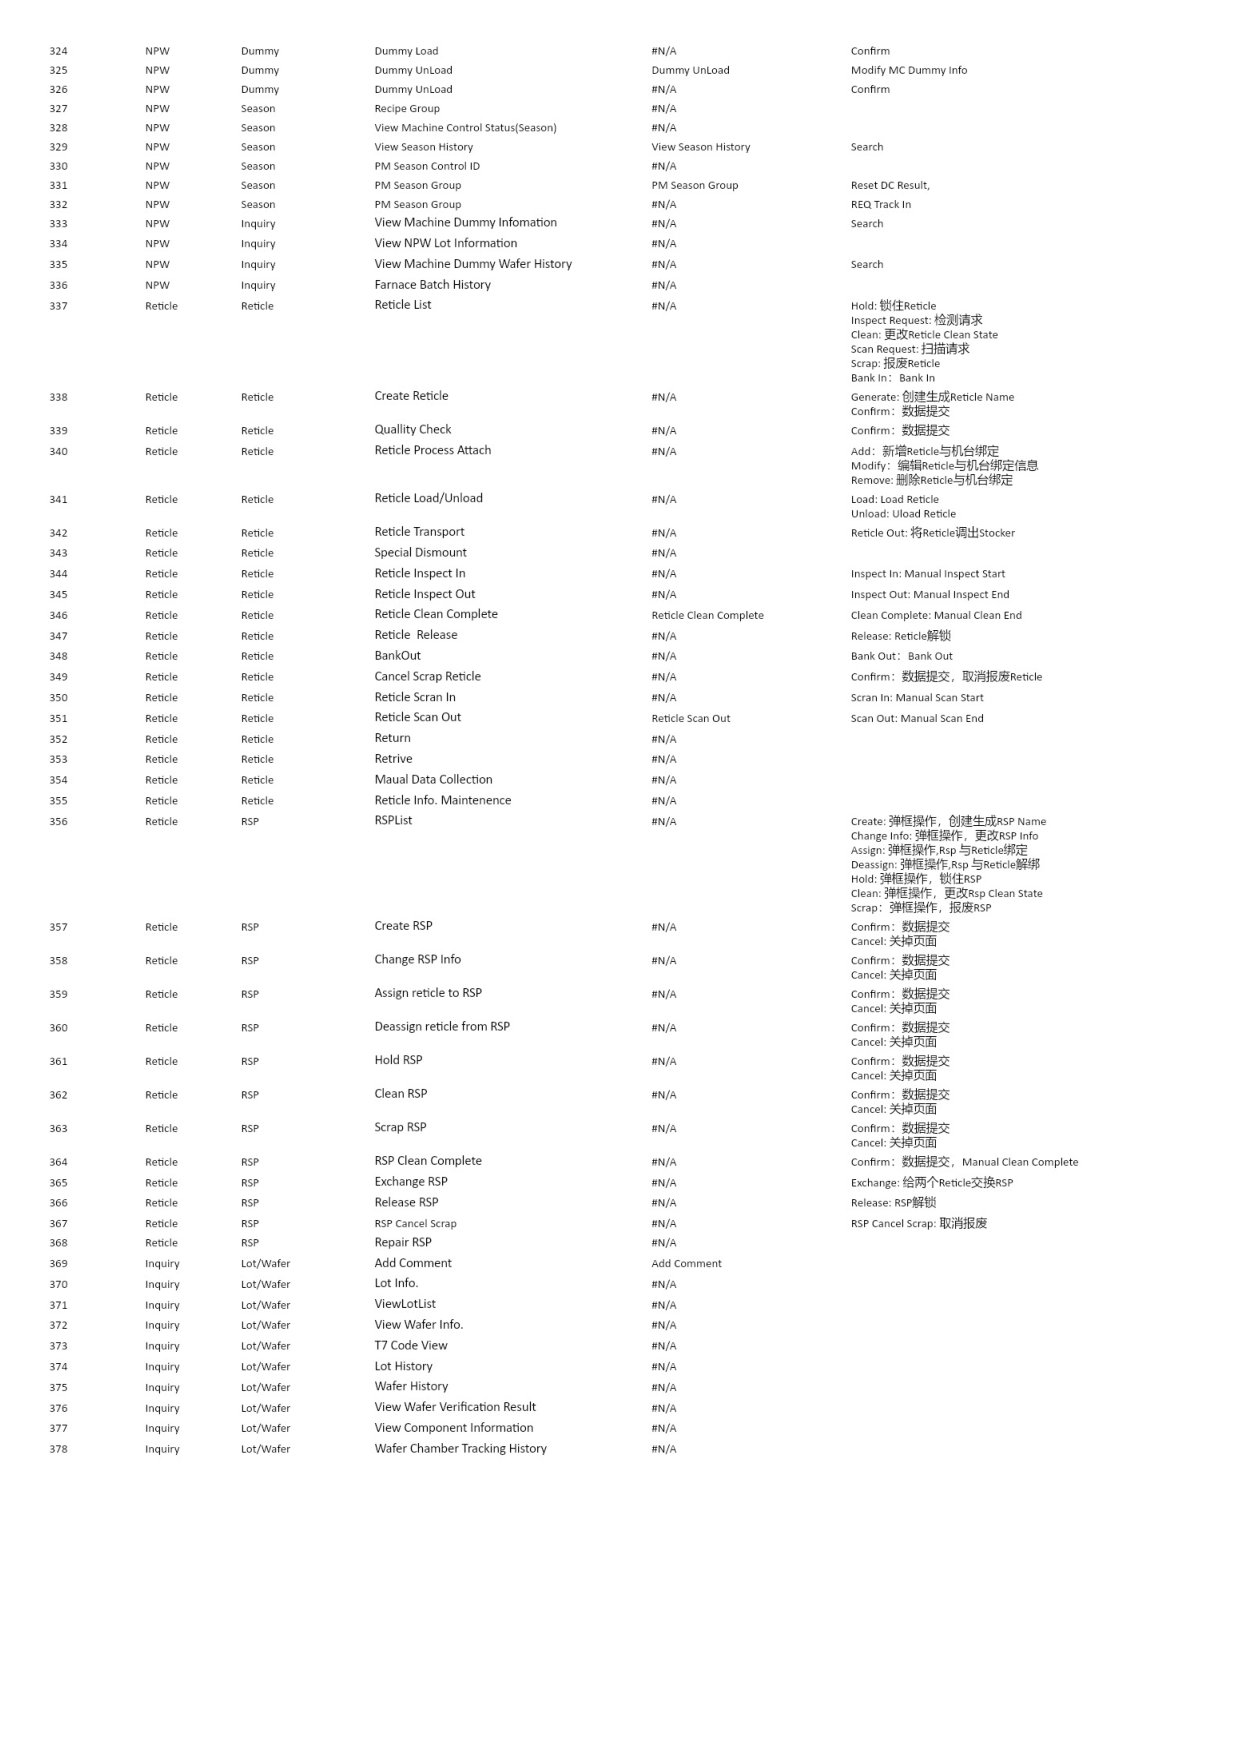 324 NPW Dummy Dummy Load #N/A Confirm
325 NPW Dummy Dummy UnLoad Dummy UnLoad Modify MC Dummy Info
326 NPW Dummy Dummy UnLoad #N/A Confirm
327 NPW Season Recipe Group #N/A
328 NPW Season View Machine Control Status(Season) #N/A
329 NPW Season View Season History View Season History Search
330 NPW Season PM Season Control ID #N/A
331 NPW Season PM Season Group PM Season Group Reset DC Result,
332 NPW Season PM Season Group #N/A REQ Track In
333 NPW Inquiry View Machine Dummy Infomation #N/A Search
334 NPW Inquiry View NPW Lot Information #N/A
335 NPW Inquiry View Machine Dummy Wafer History #N/A Search
336 NPW Inquiry Farnace Batch History #N/A
337 Reticle Reticle Reticle List #N/A Hold: 锁住Reticle
Inspect Request: 检测请求
Clean: 更改Reticle Clean State
Scan Request: 扫描请求
Scrap: 报废Reticle
Bank In：Bank In
338 Reticle Reticle Create Reticle #N/A Generate: 创建生成Reticle Name
Confirm：数据提交
339 Reticle Reticle Quallity Check #N/A Confirm：数据提交
340 Reticle Reticle Reticle Process Attach #N/A Add：新增Reticle与机台绑定
Modify：编辑Reticle与机台绑定信息
Remove: 删除Reticle与机台绑定
341 Reticle Reticle Reticle Load/Unload #N/A Load: Load Reticle
Unload: Uload Reticle
342 Reticle Reticle Reticle Transport #N/A Reticle Out: 将Reticle调出Stocker
343 Reticle Reticle Special Dismount #N/A
344 Reticle Reticle Reticle Inspect In #N/A Inspect In: Manual Inspect Start
345 Reticle Reticle Reticle Inspect Out #N/A Inspect Out: Manual Inspect End
346 Reticle Reticle Reticle Clean Complete Reticle Clean Complete Clean Complete: Manual Clean End
347 Reticle Reticle Reticle  Release #N/A Release: Reticle解锁
348 Reticle Reticle BankOut #N/A Bank Out：Bank Out
349 Reticle Reticle Cancel Scrap Reticle #N/A Confirm：数据提交，取消报废Reticle
350 Reticle Reticle Reticle Scran In #N/A Scran In: Manual Scan Start
351 Reticle Reticle Reticle Scan Out Reticle Scan Out Scan Out: Manual Scan End
352 Reticle Reticle Return #N/A
353 Reticle Reticle Retrive #N/A
354 Reticle Reticle Maual Data Collection #N/A
355 Reticle Reticle Reticle Info. Maintenence #N/A
356 Reticle RSP RSPList #N/A Create: 弹框操作，创建生成RSP Name
Change Info: 弹框操作，更改RSP Info
Assign: 弹框操作,Rsp 与Reticle绑定
Deassign: 弹框操作,Rsp 与Reticle解绑
Hold: 弹框操作，锁住RSP
Clean: 弹框操作，更改Rsp Clean State
Scrap：弹框操作，报废RSP
357 Reticle RSP Create RSP #N/A Confirm：数据提交
Cancel: 关掉页面
358 Reticle RSP Change RSP Info #N/A Confirm：数据提交
Cancel: 关掉页面
359 Reticle RSP Assign reticle to RSP #N/A Confirm：数据提交
Cancel: 关掉页面
360 Reticle RSP Deassign reticle from RSP #N/A Confirm：数据提交
Cancel: 关掉页面
361 Reticle RSP Hold RSP #N/A Confirm：数据提交
Cancel: 关掉页面
362 Reticle RSP Clean RSP #N/A Confirm：数据提交
Cancel: 关掉页面
363 Reticle RSP Scrap RSP #N/A Confirm：数据提交
Cancel: 关掉页面
364 Reticle RSP RSP Clean Complete #N/A Confirm：数据提交，Manual Clean Complete
365 Reticle RSP Exchange RSP #N/A Exchange: 给两个Reticle交换RSP
366 Reticle RSP Release RSP #N/A Release: RSP解锁
367 Reticle RSP RSP Cancel Scrap #N/A RSP Cancel Scrap: 取消报废
368 Reticle RSP Repair RSP #N/A
369 Inquiry Lot/Wafer Add Comment Add Comment
370 Inquiry Lot/Wafer Lot Info. #N/A
371 Inquiry Lot/Wafer ViewLotList #N/A
372 Inquiry Lot/Wafer View Wafer Info. #N/A
373 Inquiry Lot/Wafer T7 Code View #N/A
374 Inquiry Lot/Wafer Lot History #N/A
375 Inquiry Lot/Wafer Wafer History #N/A
376 Inquiry Lot/Wafer View Wafer Verification Result #N/A
377 Inquiry Lot/Wafer View Component Information #N/A
378 Inquiry Lot/Wafer Wafer Chamber Tracking History #N/A